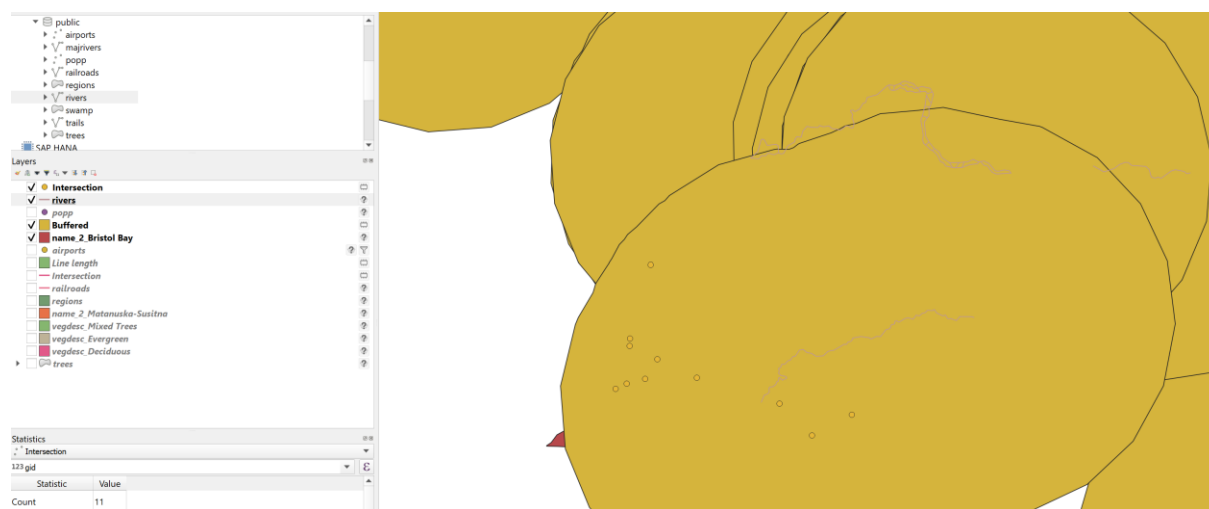 public
airports
majrivers
popp
railroads
regions
rivers
swamp
trails
trees
SAP HANA
Layers
Intersection
rivers
popp
Buffered
name_2_Bristol Bay
airports
Line length
Intersection
railroads
regions
name_2_Matanuska-Susitna
vegdesc_Mixed Trees
vegdesc_Evergreen
vegdesc_Deciduous
trees
Statistics
Intersection
123 gid
Statistic Value
Count 11